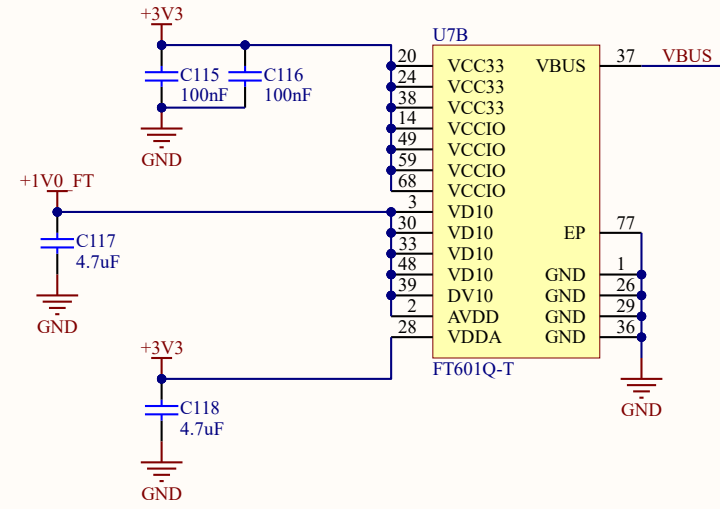 +3V3
C115
100nF
C116
100nF
GND
+1V0_FT
C117
4.7uF
GND
+3V3
C118
4.7uF
GND
U7B
20 VCC33
24 VCC33
38 VCC33
14 VCCIO
49 VCCIO
59 VCCIO
68 VCCIO
3 VD10
30 VD10
33 VD10
48 VD10
39 DV10
2 AVDD
28 VDDA
VBUS 37 VBUS
EP 77
GND 1
GND 26
GND 29
GND 36
FT601Q-T
GND